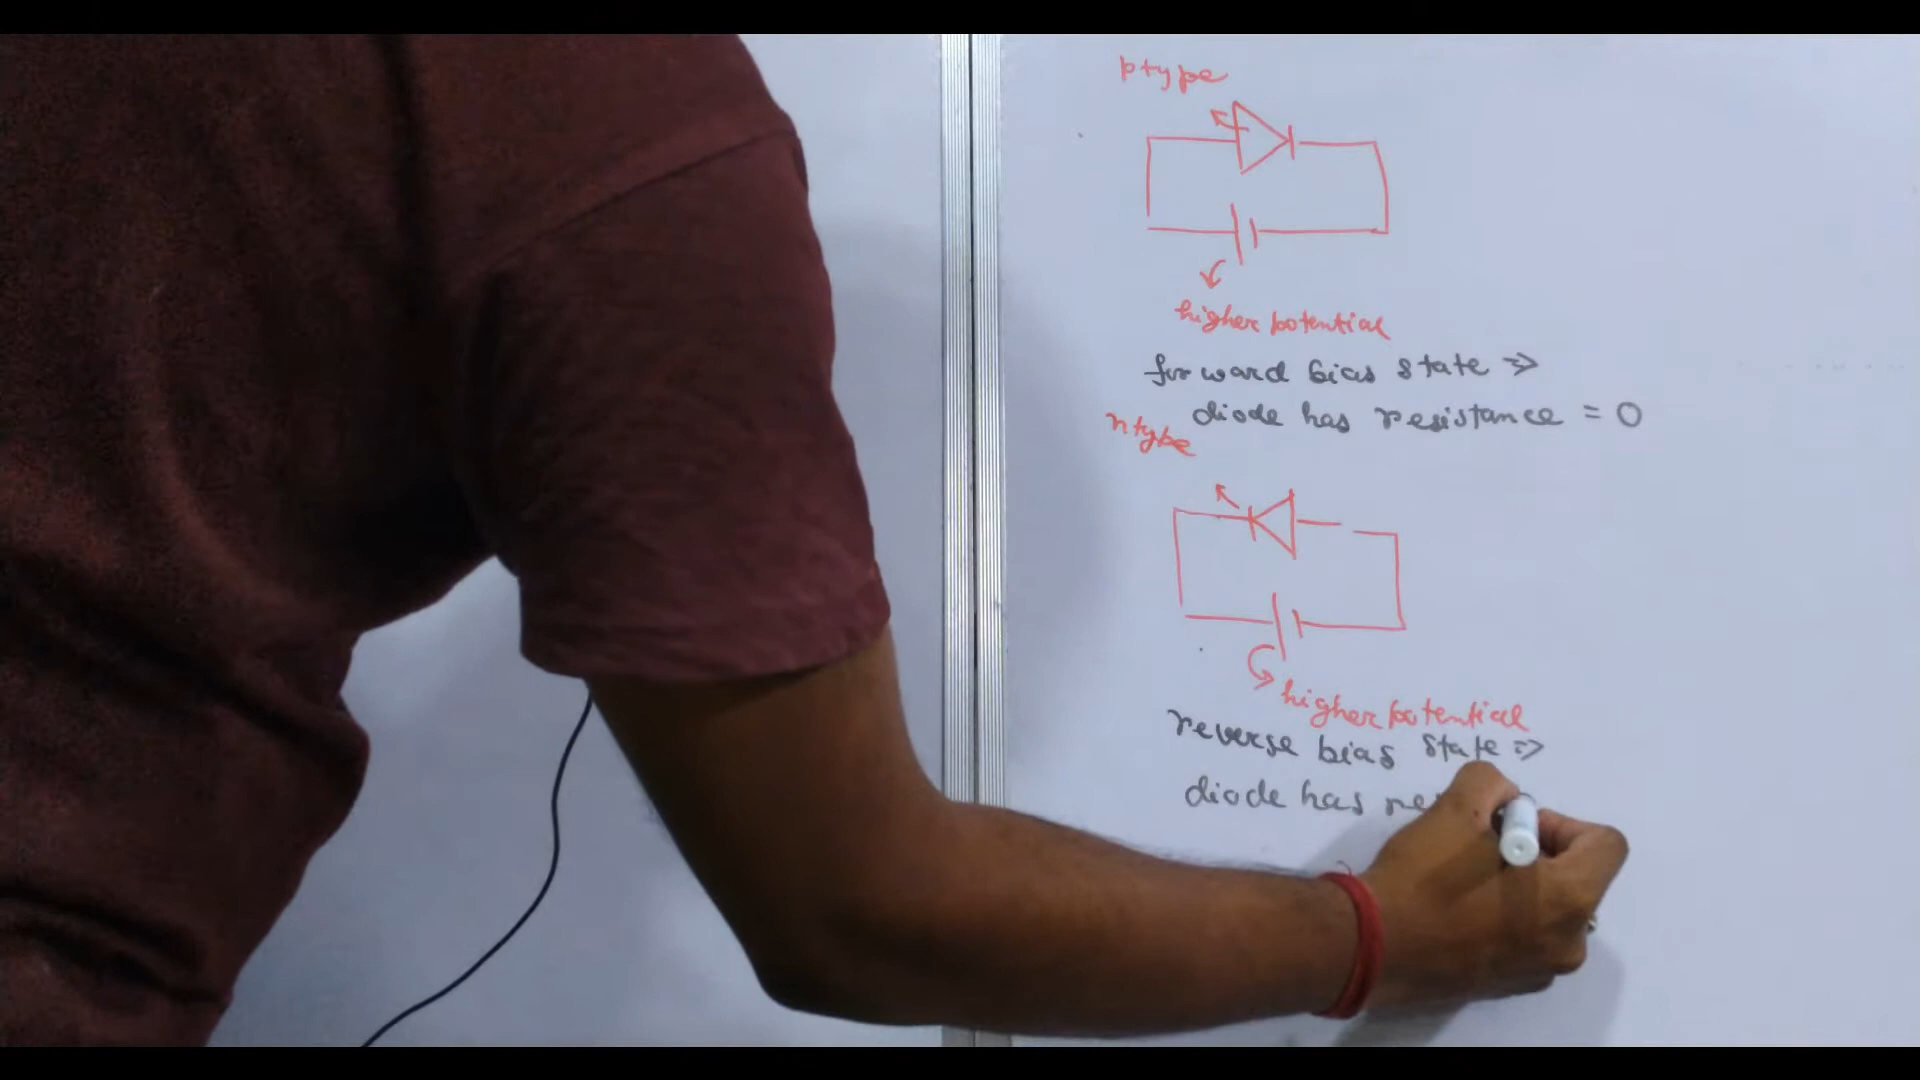 ptype
higher potential
forward bias state ⇒
diode has resistance = 0
ntype
higher potential
reverse bias state ⇒
diode has